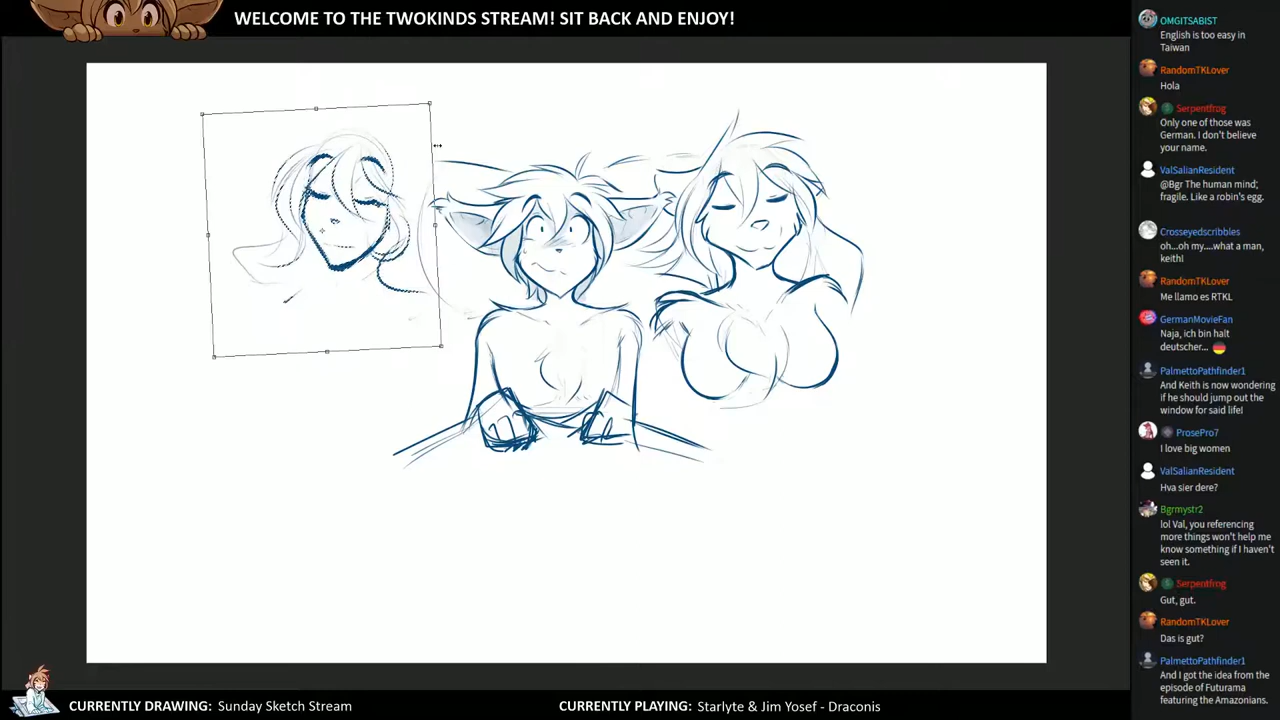 WELCOME TO THE TWOKINDS STREAM! SIT BACK AND ENJOY!
OMGITSABIST
English is too easy in
Taiwan
RandomTKLover
Hola
Serpentfrog
Only one of those was
German. I don't believe
your name.
ValSalianResident
@Bgr The human mind;
fragile. Like a robin's egg.
Crosseyedscribbles
oh...oh my....what a man,
keith!
RandomTKLover
Me llamo es RTKL
GermanMovieFan
Naja, ich bin halt
deutscher...
PalmettoPathfinder1
And Keith is now wondering
if he should jump out the
window for said life!
ProsePro7
I love big women
ValSalianResident
Hva sier dere?
Bgrmystr2
lol Val, you referencing
more things won't help me
know something if I haven't
seen it.
Serpentfrog
Gut, gut.
RandomTKLover
Das is gut?
PalmettoPathfinder1
And I got the idea from the
episode of Futurama
featuring the Amazonians.
CURRENTLY DRAWING: Sunday Sketch Stream
CURRENTLY PLAYING: Starlyte & Jim Yosef - Draconis